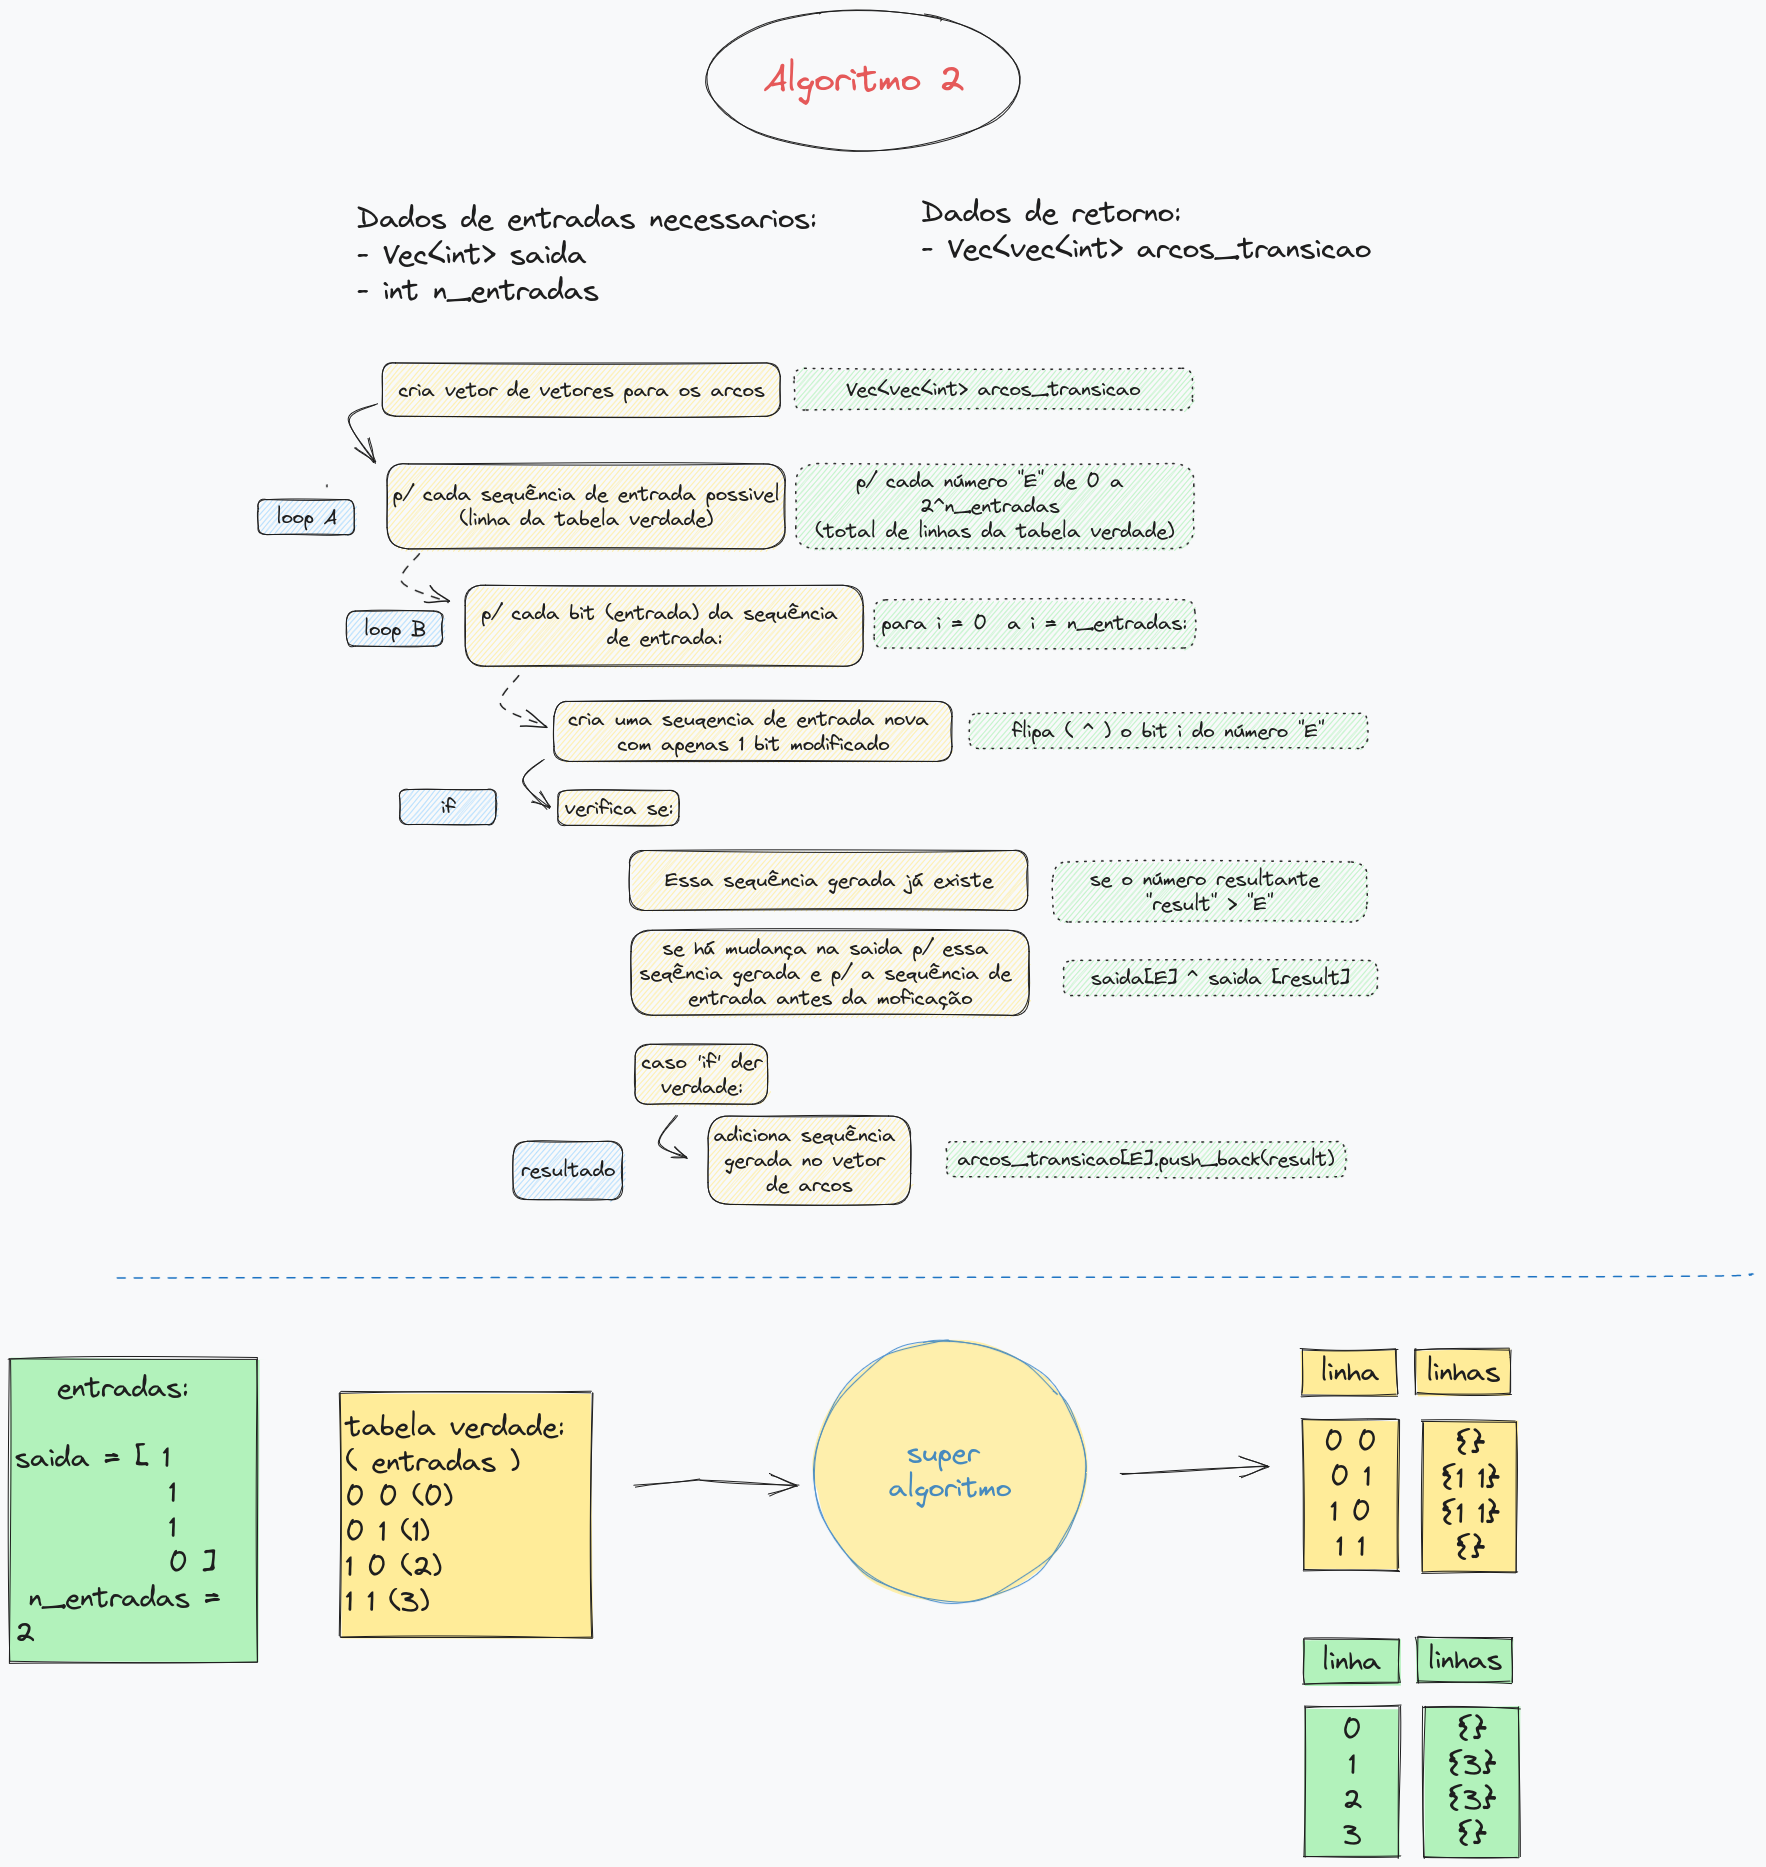 Algoritmo 2
Dados de entradas necessarios:
- Vec<int> saida
- int n_entradas
Dados de retorno:
- Vec<vec<int> arcos_transicao
cria vetor de vetores para os arcos
Vec<vec<int> arcos_transicao
loop A
p/ cada sequência de entrada possivel
(linha da tabela verdade)
p/ cada número "E" de 0 a
2^n_entradas
(total de linhas da tabela verdade)
loop B
p/ cada bit (entrada) da sequência
de entrada:
para i = 0 a i = n_entradas:
cria uma seuqencia de entrada nova
com apenas 1 bit modificado
flipa ( ^ ) o bit i do número "E"
if
verifica se:
Essa sequência gerada já existe
se o número resultante
"result" > "E"
se há mudança na saida p/ essa
seqência gerada e p/ a sequência de
entrada antes da moficação
saida[E] ^ saida [result]
caso 'if' der
verdade:
resultado
adiciona sequência
gerada no vetor
de arcos
arcos_transicao[E].push_back(result)
entradas:
saida = [ 1
1
1
0 ]
n_entradas =
2
tabela verdade:
( entradas )
0 0 (0)
0 1 (1)
1 0 (2)
1 1 (3)
super
algoritmo
linha
linhas
0 0
0 1
1 0
1 1
{}
{1 1}
{1 1}
{}
linha
linhas
0
1
2
3
{}
{3}
{3}
{}